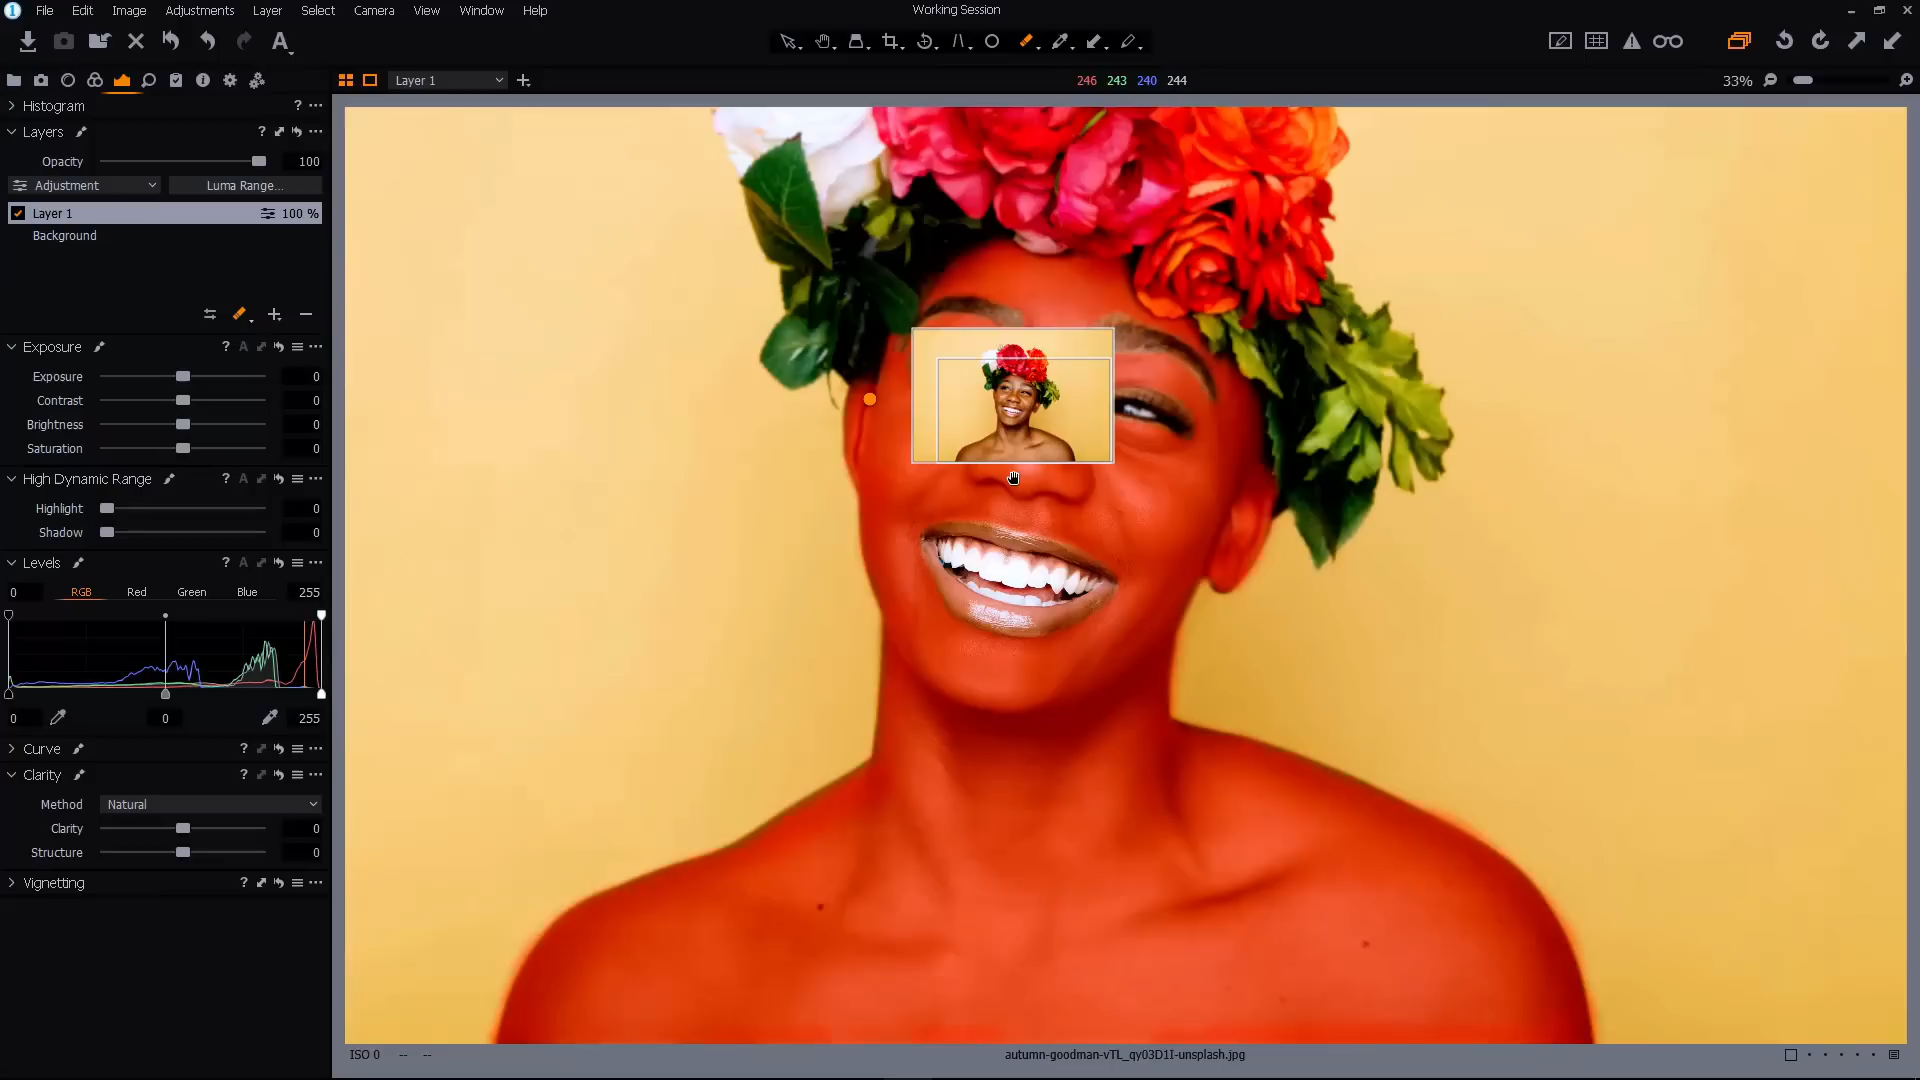 File Edit Image Adjustments Layer Select Camera View Window Help
Working Session
A
Layer 1
246 243 240 244
33%
Histogram ? ...
Layers ? ...
Opacity 100
Adjustment Luma Range...
Layer 1 100 %
Background
Exposure ? A ...
Exposure 0
Contrast 0
Brightness 0
Saturation 0
High Dynamic Range ? A ...
Highlight 0
Shadow 0
Levels ? A ...
0 RGB Red Green Blue 255
0 0 255
Curve ? ...
Clarity ? ...
Method Natural
Clarity 0
Structure 0
Vignetting ? ...
ISO 0 -- --
autumn-goodman-vTL_qy03D1I-unsplash.jpg